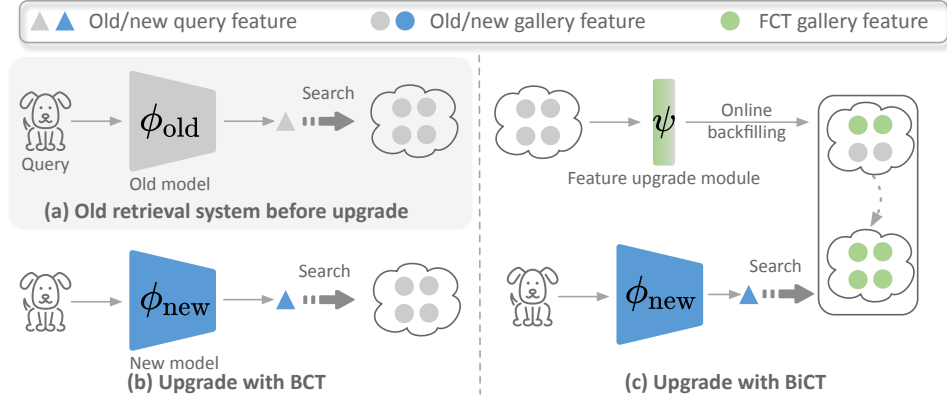 Old/new query feature
Old/new gallery feature
FCT gallery feature
Query
ϕold
Old model
Search
(a) Old retrieval system before upgrade
ϕnew
New model
Search
(b) Upgrade with BCT
ψ
Feature upgrade module
Online
backfilling
ϕnew
Search
(c) Upgrade with BiCT